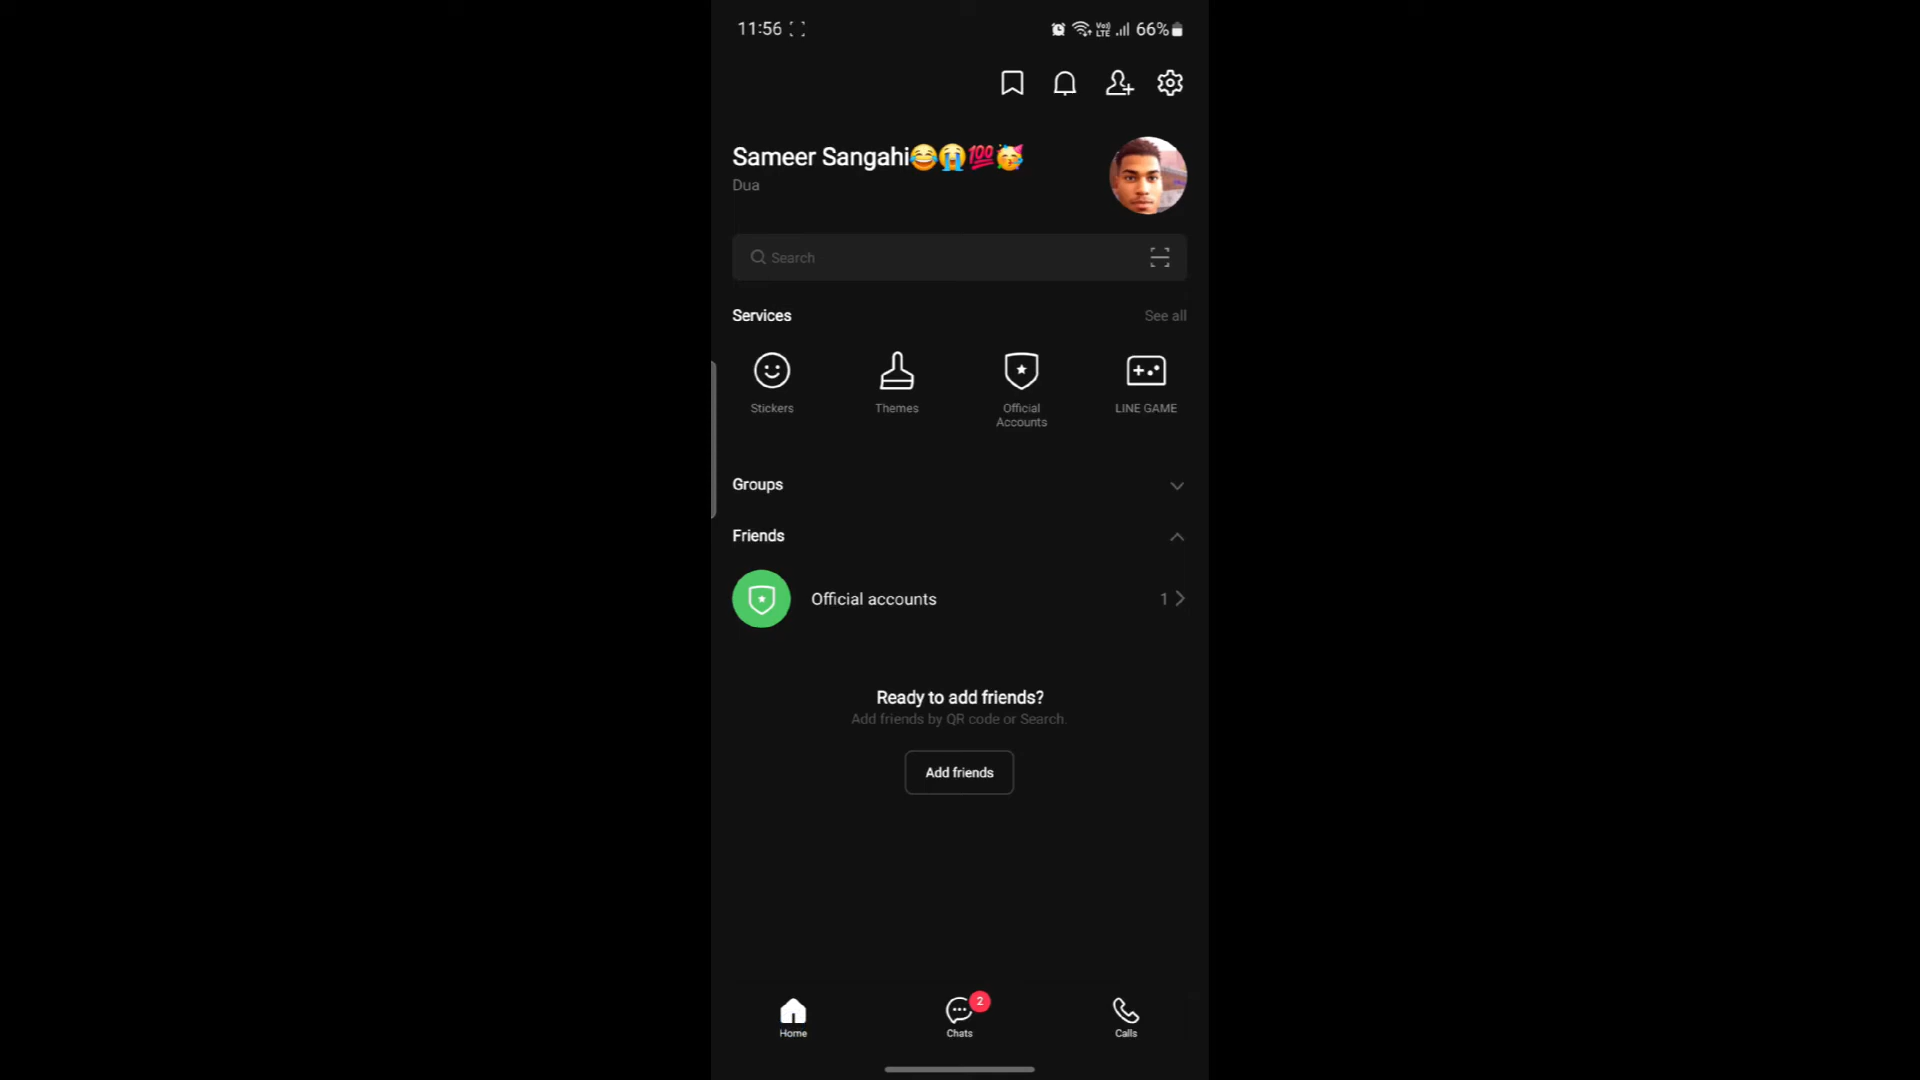 11:56
Vo) LTE 66%
Sameer Sangahi😂😭💯🥳
Dua
Search
Services
See all
Stickers
Themes
Official Accounts
LINE GAME
Groups
Friends
Official accounts
1
Ready to add friends?
Add friends by QR code or Search.
Add friends
2
Home
Chats
Calls